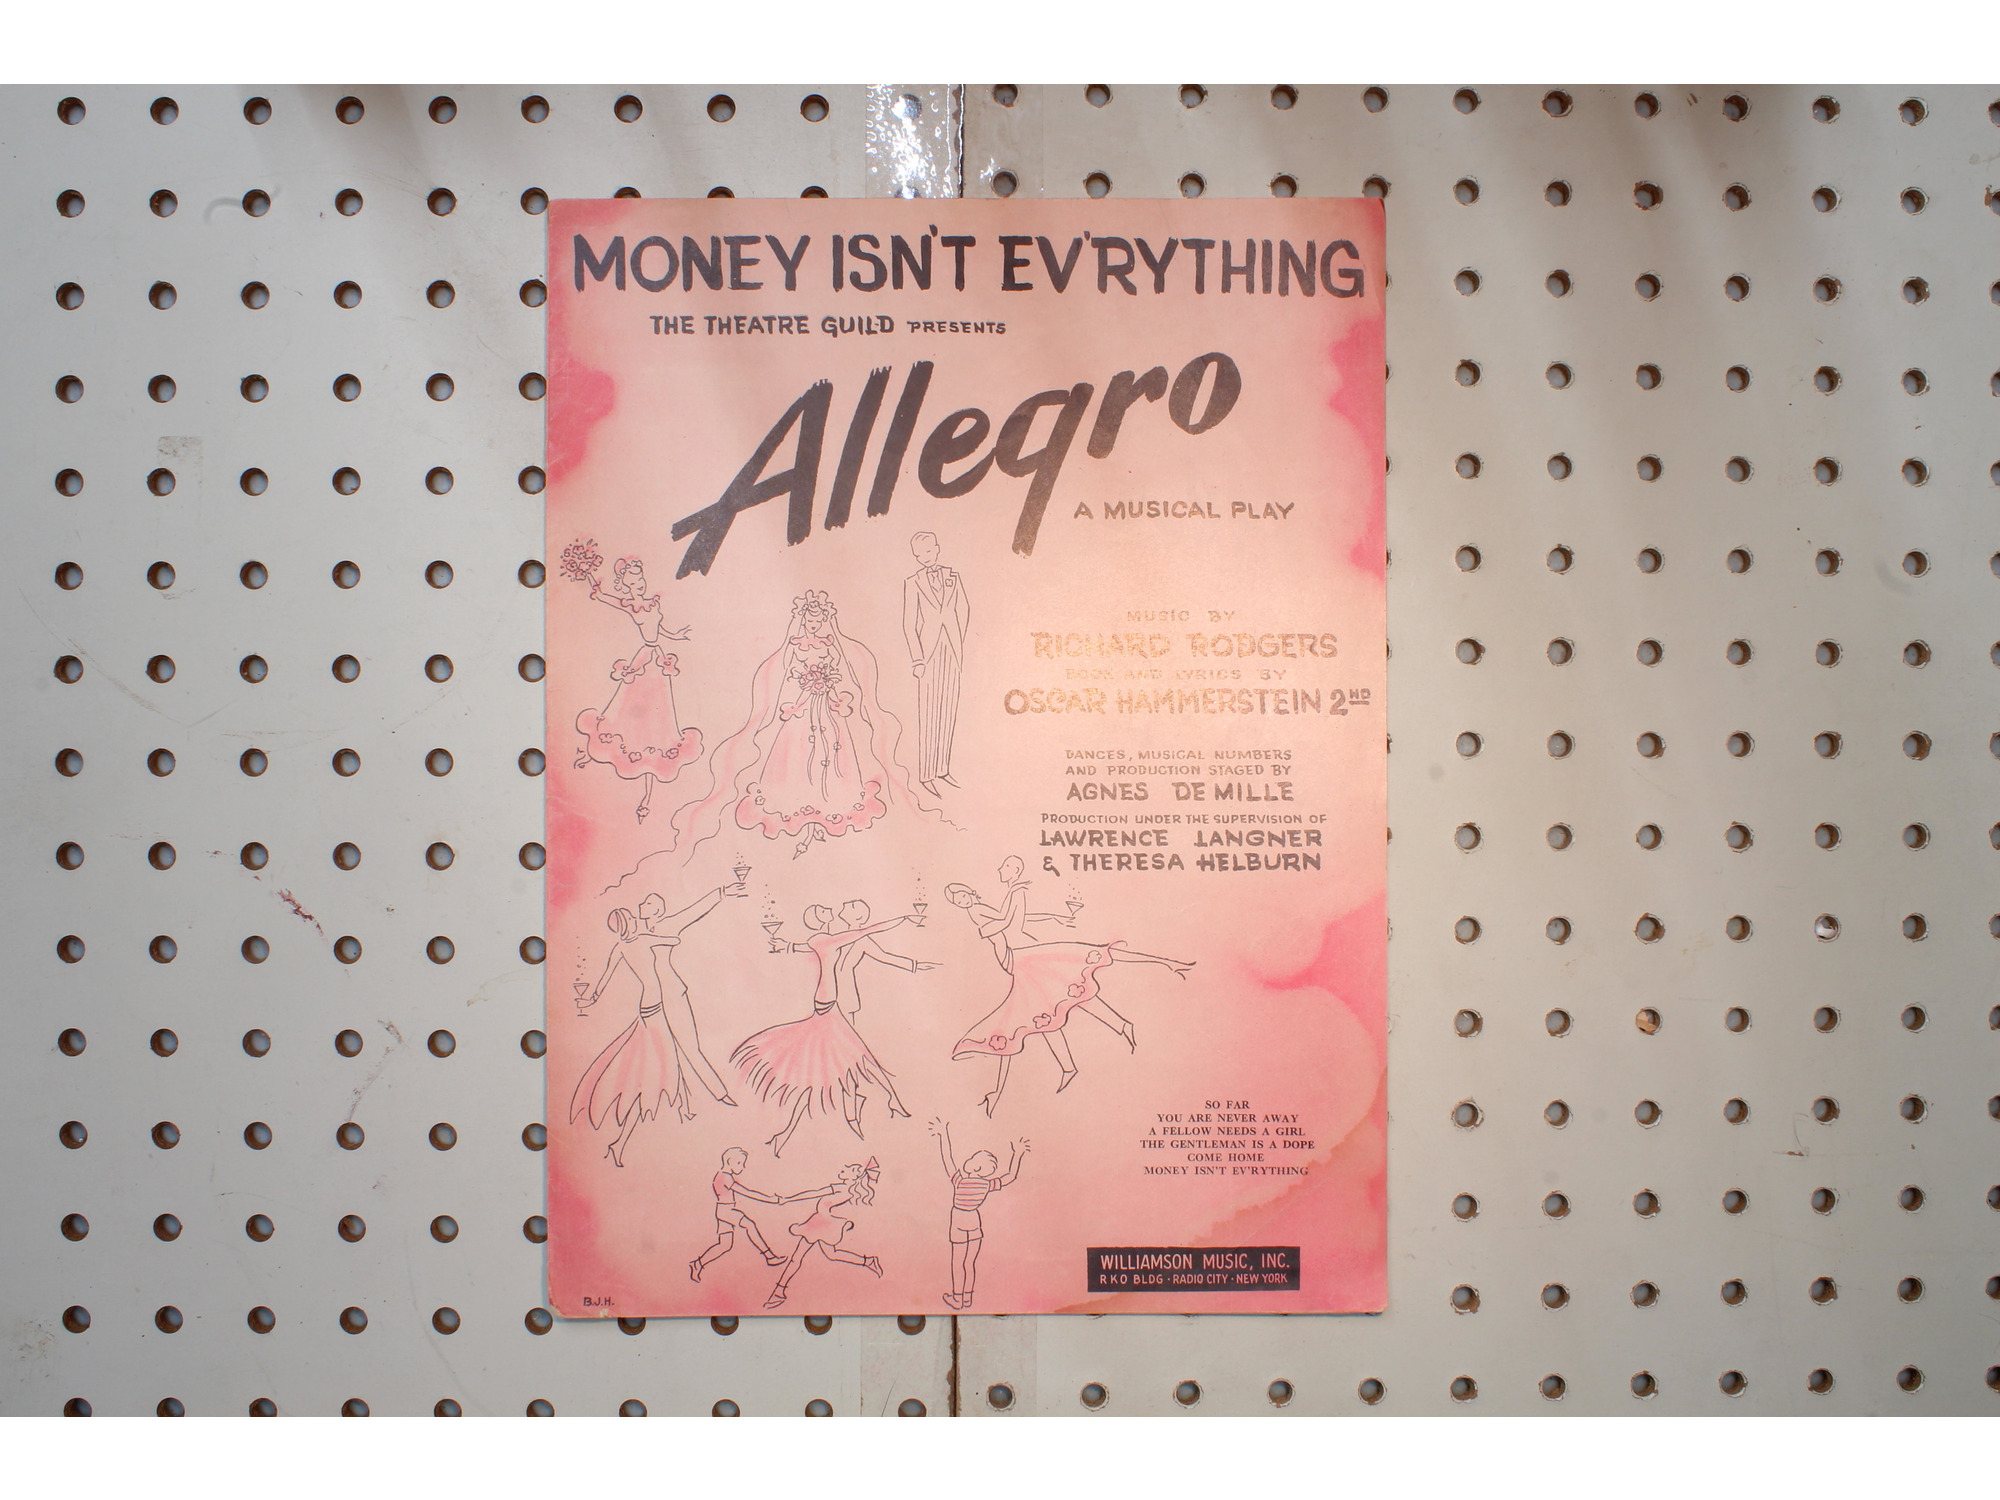 MONEY ISN'T EV'RYTHING
THE THEATRE GUILD PRESENTS
Allegro
A MUSICAL PLAY
MUSIC BY
RICHARD RODGERS
BOOK AND LYRICS BY
OSCAR HAMMERSTEIN 2ND
DANCES, MUSICAL NUMBERS
AND PRODUCTION STAGED BY
AGNES DE MILLE
PRODUCTION UNDER THE SUPERVISION OF
LAWRENCE LANGNER
& THERESA HELBURN
SO FAR
YOU ARE NEVER AWAY
A FELLOW NEEDS A GIRL
THE GENTLEMAN IS A DOPE
COME HOME
MONEY ISN'T EV'RYTHING
WILLIAMSON MUSIC, INC.
RKO BLDG · RADIO CITY · NEW YORK
B.J.H.